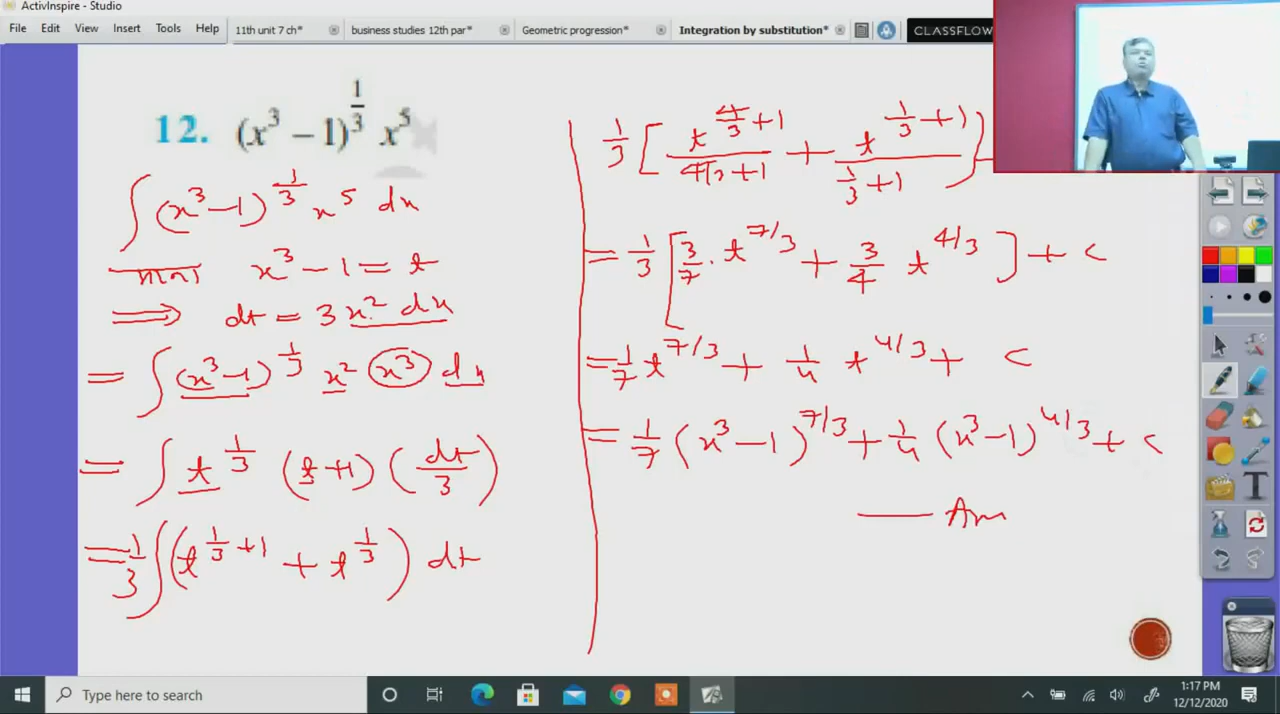 ActivInspire - Studio
File Edit View Insert Tools Help
11th unit 7 ch* business studies 12th par* Geometric progression* Integration by substitution* CLASSFLOW
12. (x³ − 1)^(1/3) x⁵
∫ (x³−1)^(1/3) x⁵ dx
x³ − 1 = t
⟹ dt = 3 x² dx
= ∫ (x³−1)^(1/3) x² x³ dx
= ∫ t^(1/3) (t+1) (dt/3)
= 1/3 ∫ (t^(1/3 +1) + t^(1/3)) dt
1/3 [ t^(4/3 +1) / 4/3+1 + t^(1/3 +1) / 1/3+1 ]
= 1/3 [ 3/7 . t^(7/3) + 3/4 t^(4/3) ] + c
= 1/7 t^(7/3) + 1/4 t^(4/3) + c
= 1/7 (x³−1)^(7/3) + 1/4 (x³−1)^(4/3) + c
— Ans
Type here to search
1:17 PM
12/12/2020